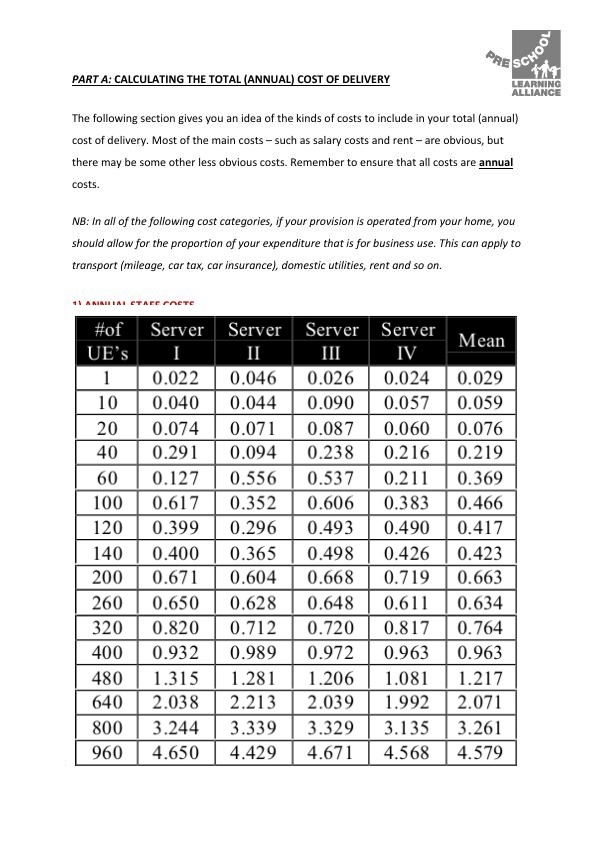 PRE SCHOOL
LEARNING
ALLIANCE
PART A: CALCULATING THE TOTAL (ANNUAL) COST OF DELIVERY
The following section gives you an idea of the kinds of costs to include in your total (annual)
cost of delivery. Most of the main costs – such as salary costs and rent – are obvious, but
there may be some other less obvious costs. Remember to ensure that all costs are annual
costs.
NB: In all of the following cost categories, if your provision is operated from your home, you
should allow for the proportion of your expenditure that is for business use. This can apply to
transport (mileage, car tax, car insurance), domestic utilities, rent and so on.
1) ANNUAL STAFF COSTS
#of UE's Server I Server II Server III Server IV Mean
1 0.022 0.046 0.026 0.024 0.029
10 0.040 0.044 0.090 0.057 0.059
20 0.074 0.071 0.087 0.060 0.076
40 0.291 0.094 0.238 0.216 0.219
60 0.127 0.556 0.537 0.211 0.369
100 0.617 0.352 0.606 0.383 0.466
120 0.399 0.296 0.493 0.490 0.417
140 0.400 0.365 0.498 0.426 0.423
200 0.671 0.604 0.668 0.719 0.663
260 0.650 0.628 0.648 0.611 0.634
320 0.820 0.712 0.720 0.817 0.764
400 0.932 0.989 0.972 0.963 0.963
480 1.315 1.281 1.206 1.081 1.217
640 2.038 2.213 2.039 1.992 2.071
800 3.244 3.339 3.329 3.135 3.261
960 4.650 4.429 4.671 4.568 4.579